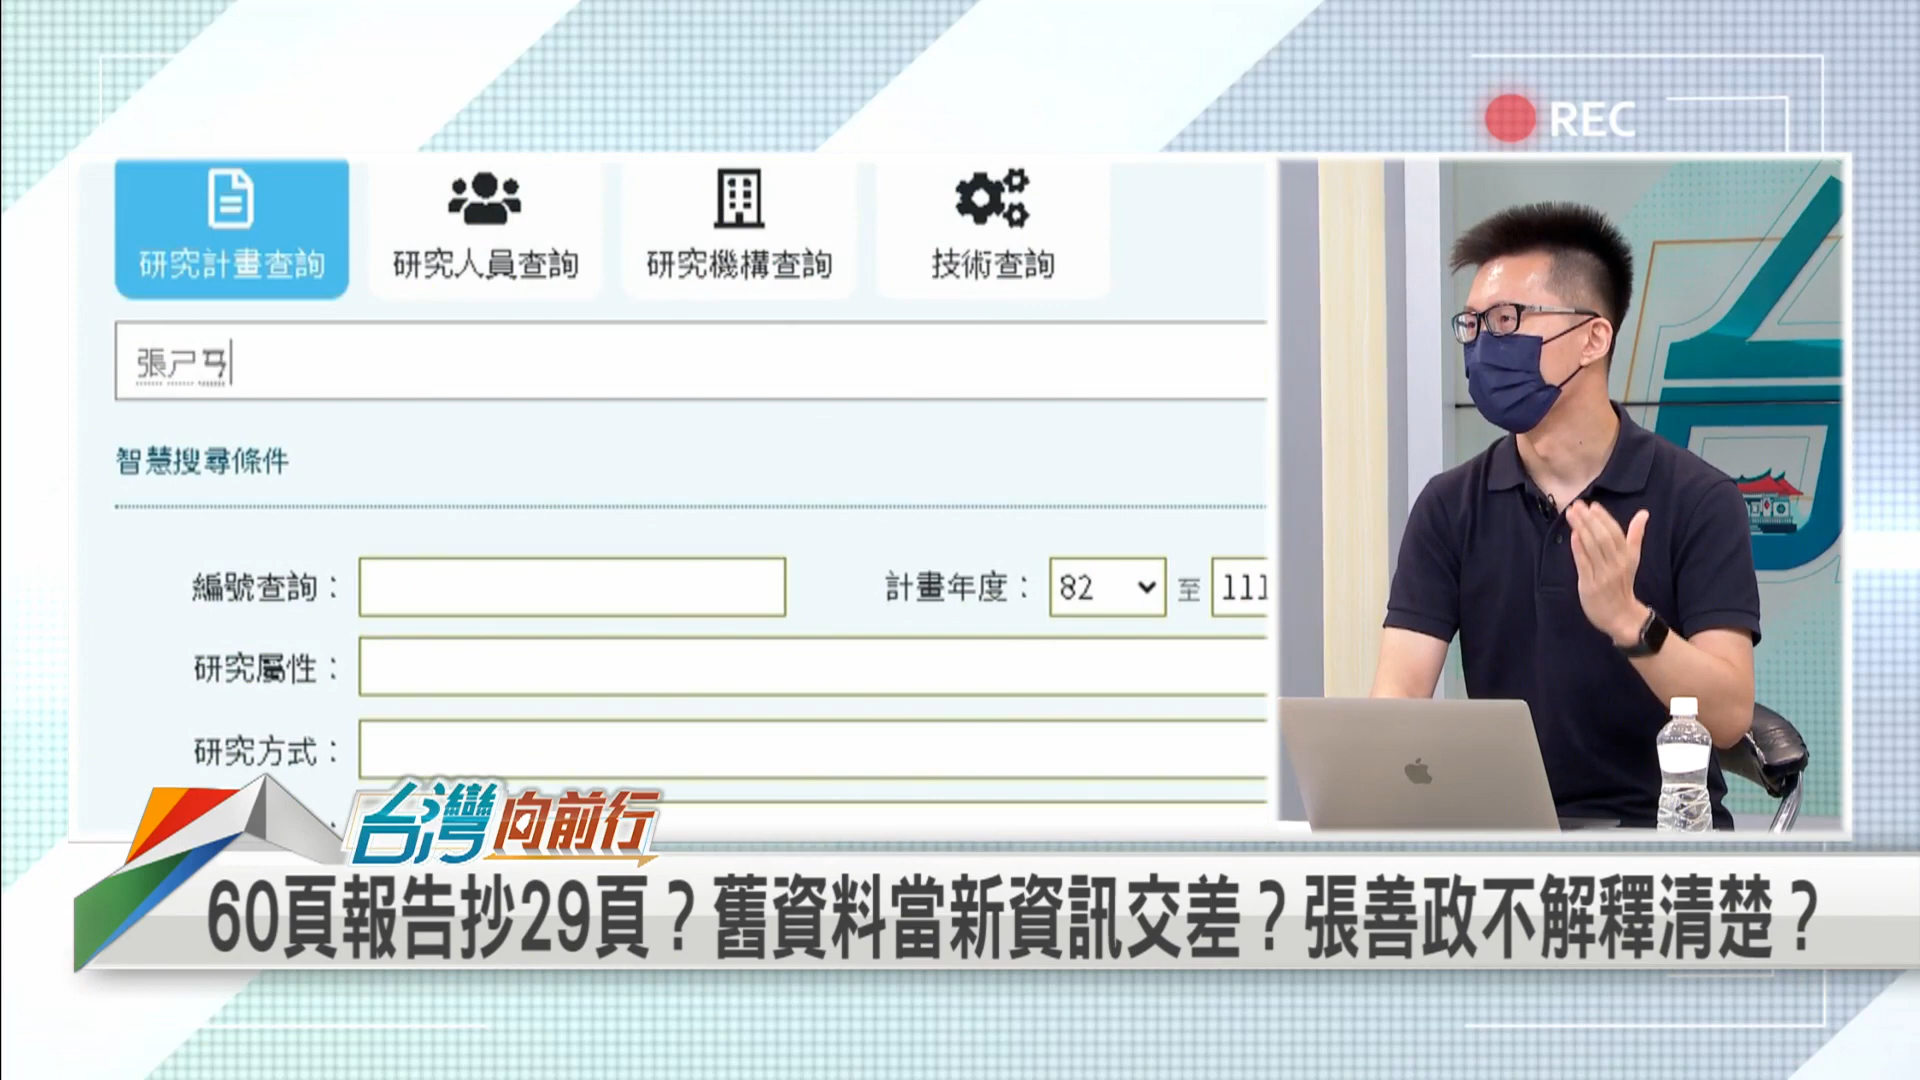 REC
研究計畫查詢
研究人員查詢
研究機構查詢
技術查詢
張ㄕㄢ
智慧搜尋條件
編號查詢：
計畫年度：
82
至
111
研究屬性：
研究方式：
台灣向前行
60頁報告抄29頁？舊資料當新資訊交差？張善政不解釋清楚？